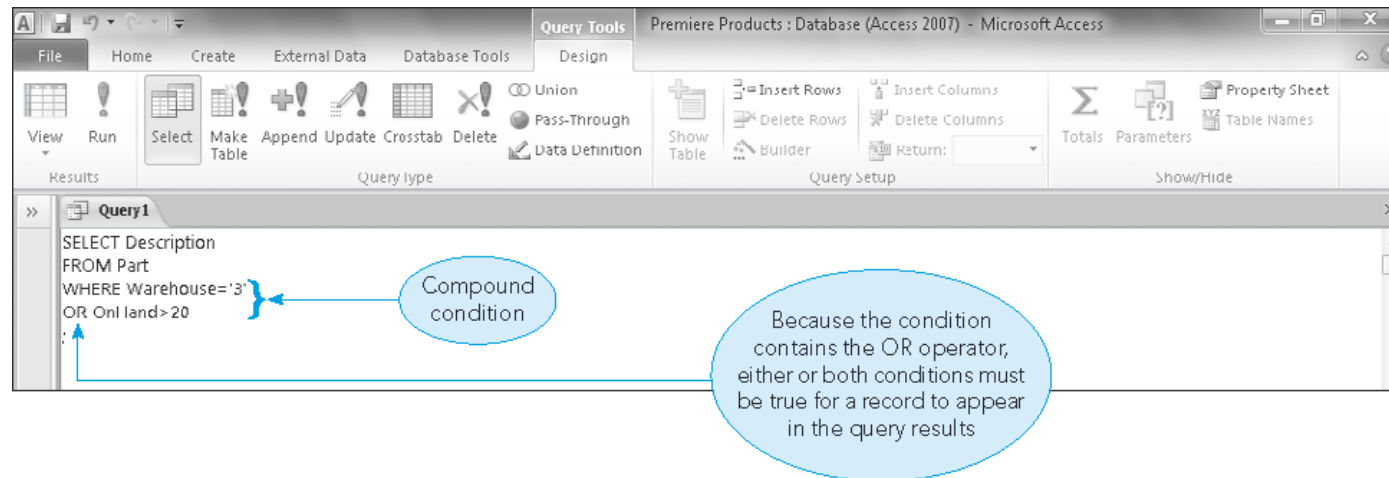 A
Query Tools
Premiere Products : Database (Access 2007) - Microsoft Access
File Home Create External Data Database Tools Design
View
Run
Select
Make Table
Append
Update
Crosstab
Delete
Union
Pass-Through
Data Definition
Show Table
Insert Rows
Delete Rows
Builder
Insert Columns
Delete Columns
Return:
Totals
Parameters
Property Sheet
Table Names
Results
Query Type
Query Setup
Show/Hide
Query1
SELECT Description
FROM Part
WHERE Warehouse='3'
OR OnHand>20
;
Compound
condition
Because the condition
contains the OR operator,
either or both conditions must
be true for a record to appear
in the query results